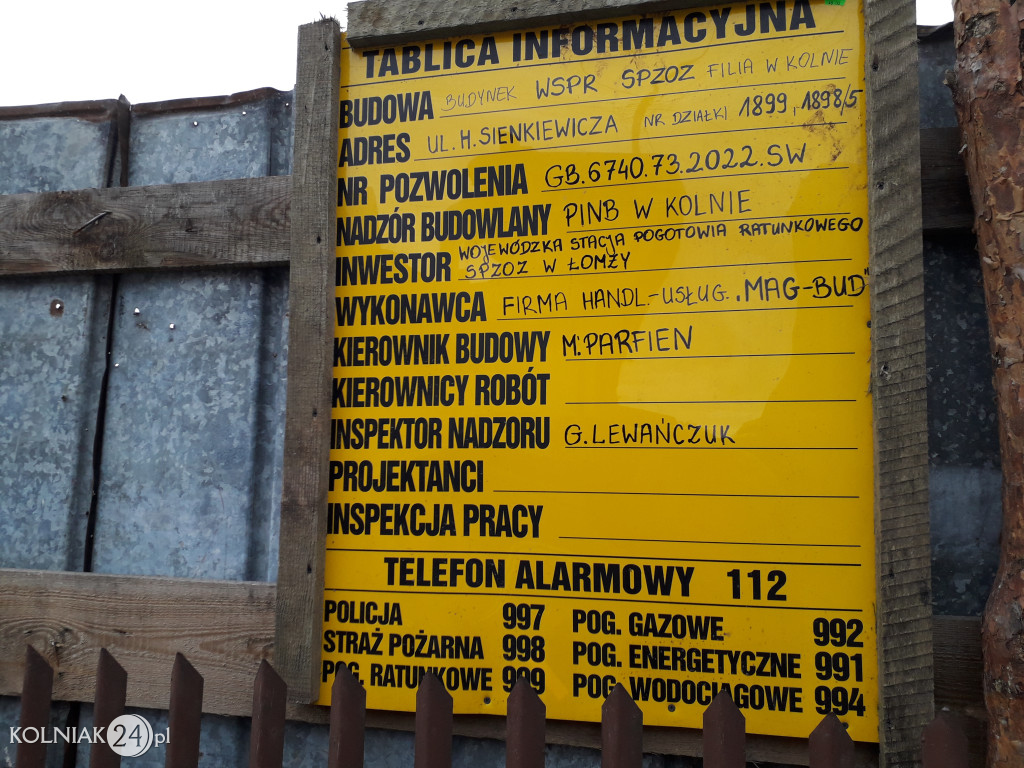 TABLICA INFORMACYJNA
BUDOWA BUDYNEK WSPR SPZOZ FILIA W KOLNIE
ADRES UL. H. SIENKIEWICZA NR DZIAŁKI 1899, 1898/5
NR POZWOLENIA GB.6740.73.2022.SW
NADZÓR BUDOWLANY PINB W KOLNIE
INWESTOR WOJEWÓDZKA STACJA POGOTOWIA RATUNKOWEGO
SPZOZ W ŁOMŻY
WYKONAWCA FIRMA HANDL-USŁUG. "MAG-BUD"
KIEROWNIK BUDOWY M. PARFIEN
KIEROWNICY ROBÓT
INSPEKTOR NADZORU G. LEWAŃCZUK
PROJEKTANCI
INSPEKCJA PRACY
TELEFON ALARMOWY 112
POLICJA 997 POG. GAZOWE 992
STRAŻ POŻARNA 998 POG. ENERGETYCZNE 991
POG. RATUNKOWE 999 POG. WODOCIĄGOWE 994
KOLNIAK24.pl